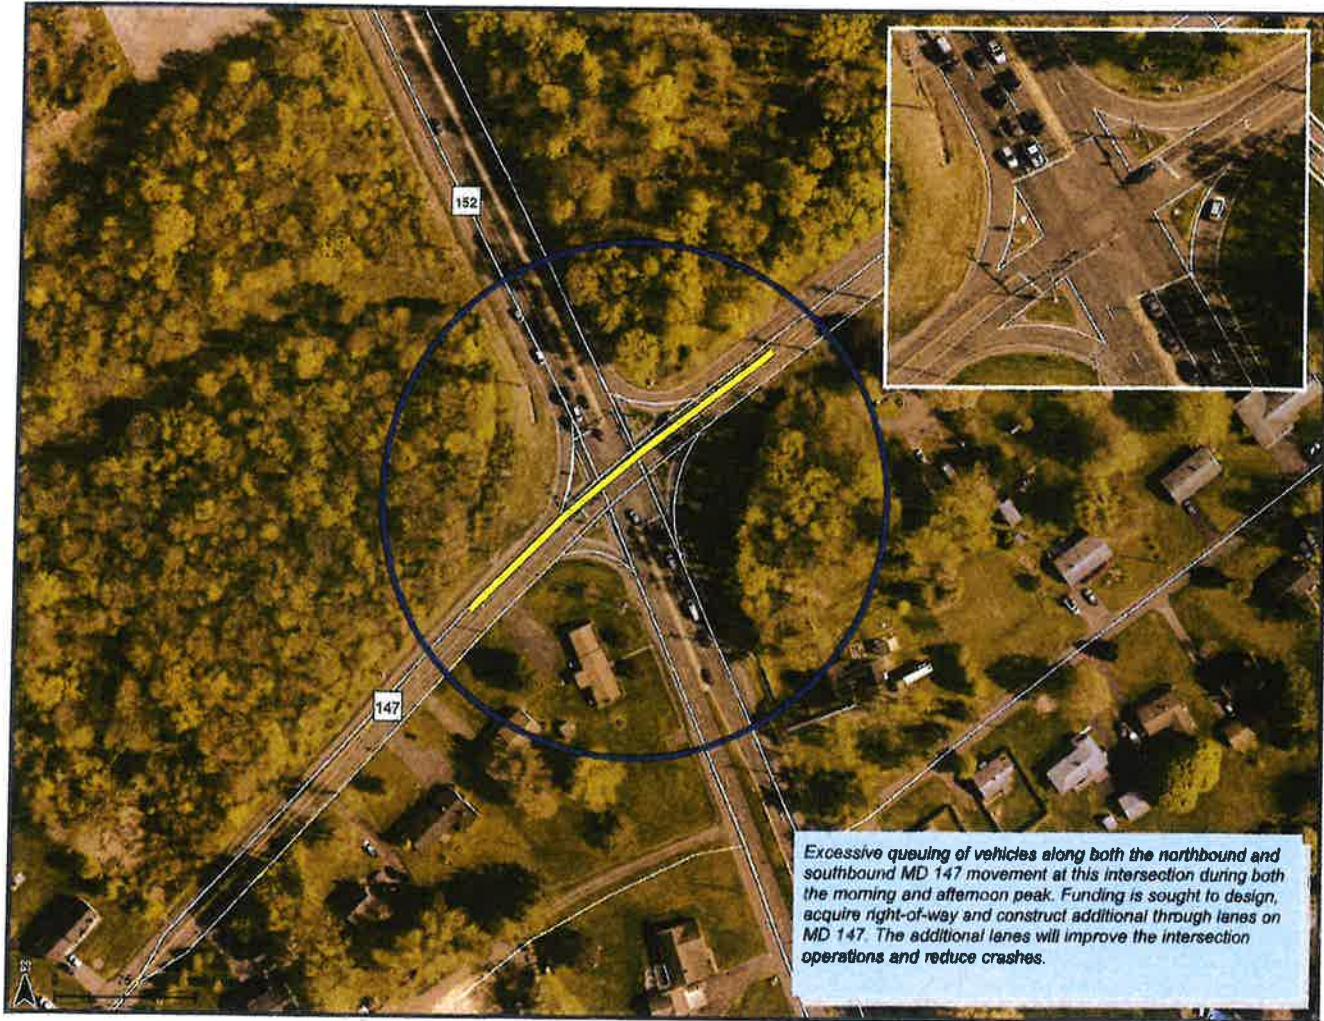 152
147
Excessive queuing of vehicles along both the northbound and
southbound MD 147 movement at this intersection during both
the morning and afternoon peak. Funding is sought to design,
acquire right-of-way and construct additional through lanes on
MD 147. The additional lanes will improve the intersection
operations and reduce crashes.